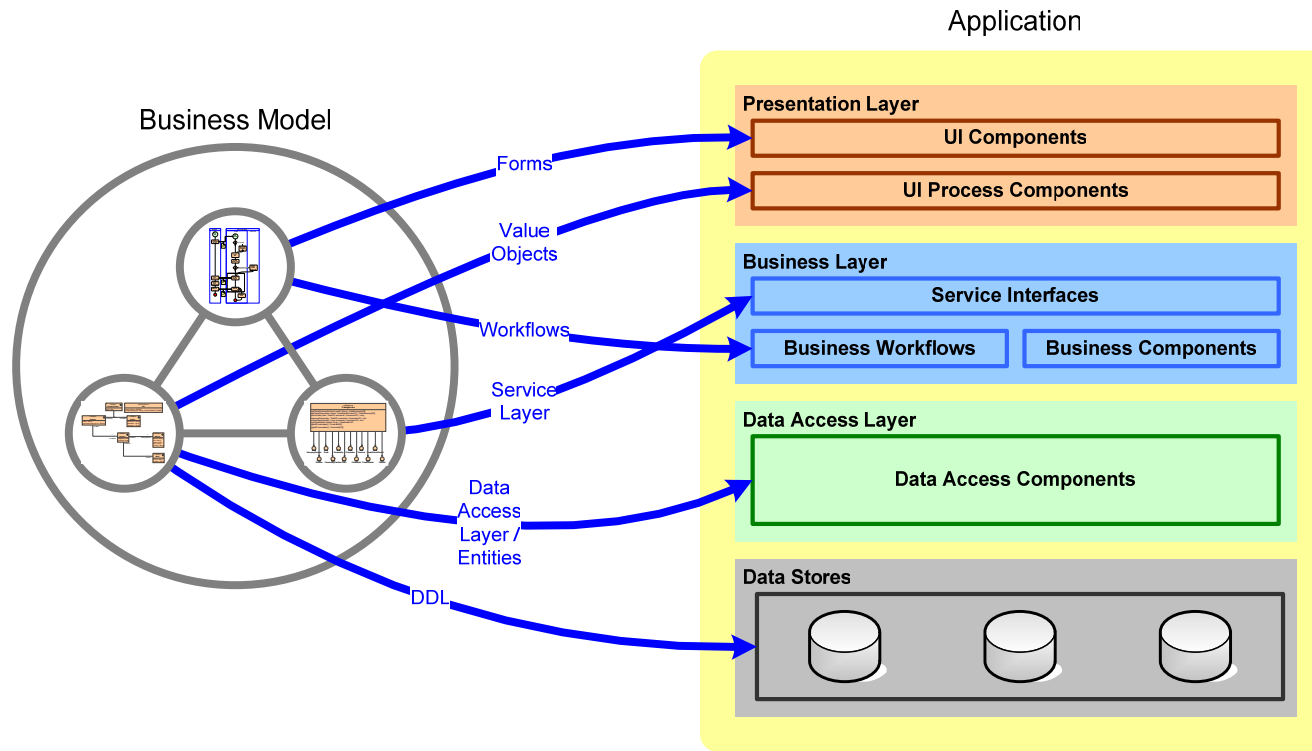 Application
Business Model
Presentation Layer
UI Components
UI Process Components
Forms
Value
Objects
Business Layer
Service Interfaces
Business Workflows
Business Components
Workflows
Service
Layer
Data Access Layer
Data Access Components
Data
Access
Layer /
Entities
Data Stores
DDL